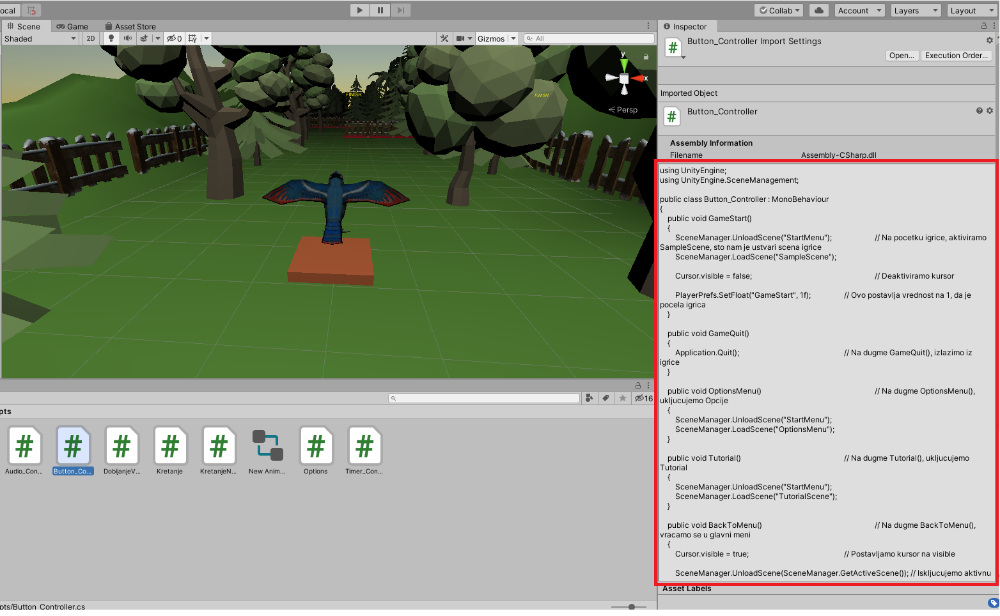 ocal
Collab
Account
Layers
Layout
Scene
Game
Asset Store
Inspector
Shaded
2D
0
Gizmos
All
Button_Controller Import Settings
Open...
Execution Order...
y
x
Persp
FINISH
FINISH
Imported Object
Button_Controller
Assembly Information
Filename Assembly-CSharp.dll
using UnityEngine;
using UnityEngine.SceneManagement;
public class Button_Controller : MonoBehaviour
{
public void GameStart()
{
SceneManager.UnloadScene("StartMenu"); // Na pocetku igrice, aktiviramo
SampleScene, sto nam je ustvari scena igrice
SceneManager.LoadScene("SampleScene");
Cursor.visible = false; // Deaktiviramo kursor
PlayerPrefs.SetFloat("GameStart", 1f); // Ovo postavlja vrednost na 1, da je
pocela igrica
}
public void GameQuit()
{
Application.Quit(); // Na dugme GameQuit(), izlazimo iz
igrice
}
public void OptionsMenu() // Na dugme OptionsMenu(),
ukljucujemo Opcije
{
SceneManager.UnloadScene("StartMenu");
SceneManager.LoadScene("OptionsMenu");
}
public void Tutorial() // Na dugme Tutorial(), ukljucujemo
Tutorial
{
SceneManager.UnloadScene("StartMenu");
SceneManager.LoadScene("TutorialScene");
}
public void BackToMenu() // Na dugme BackToMenu(),
vracamo se u glavni meni
{
Cursor.visible = true; // Postavljamo kursor na visible
SceneManager.UnloadScene(SceneManager.GetActiveScene()); // Iskljucujemo aktivnu
Asset Labels
16
pts
Audio_Con...
Button_Co...
DobijanjeV...
Kretanje
KretanjeN...
New Anim...
Options
Timer_Con...
pts/Button_Controller.cs